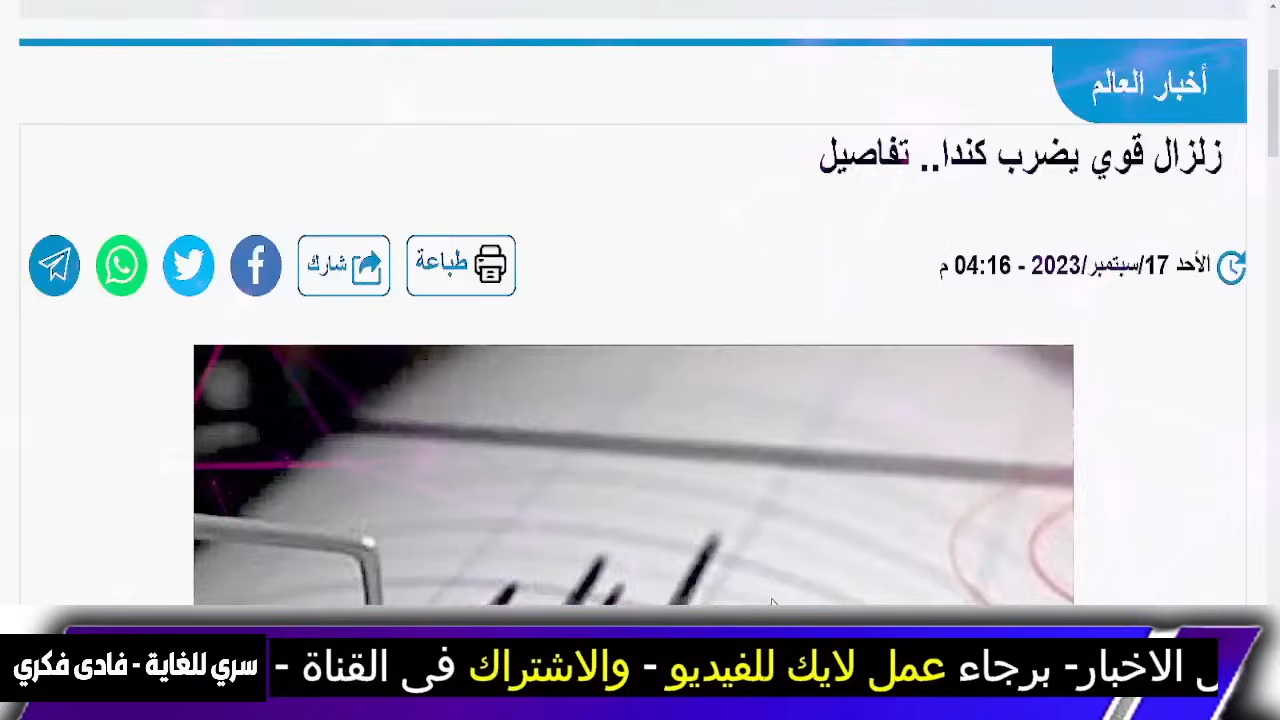 أخبار العالم
زلزال قوي يضرب كندا.. تفاصيل
الأحد 17/سبتمبر/2023 - 04:16 م
طباعة
شارك
الاخبار- برجاء عمل لايك للفيديو - والاشتراك فى القناة -
سري للغاية - فادى فكري